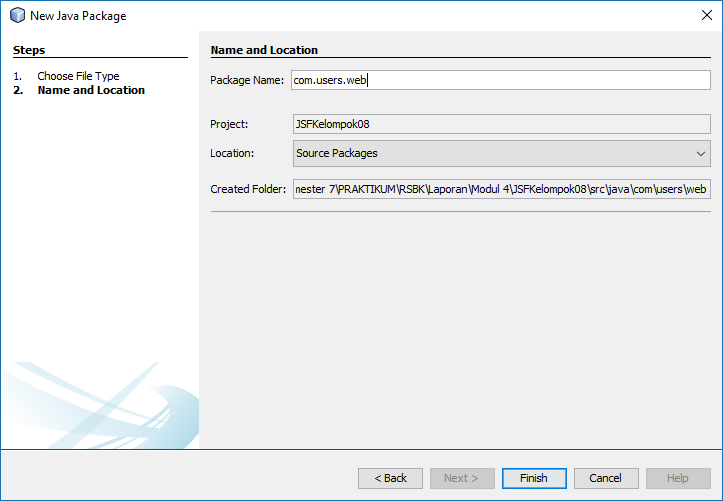 New Java Package
Steps
1. Choose File Type
2. Name and Location
Name and Location
Package Name: com.users.web
Project: JSFKelompok08
Location: Source Packages
Created Folder: mester 7\PRAKTIKUM\RSBK\Laporan\Modul 4\JSFKelompok08\src\java\com\users\web
< Back Next > Finish Cancel Help